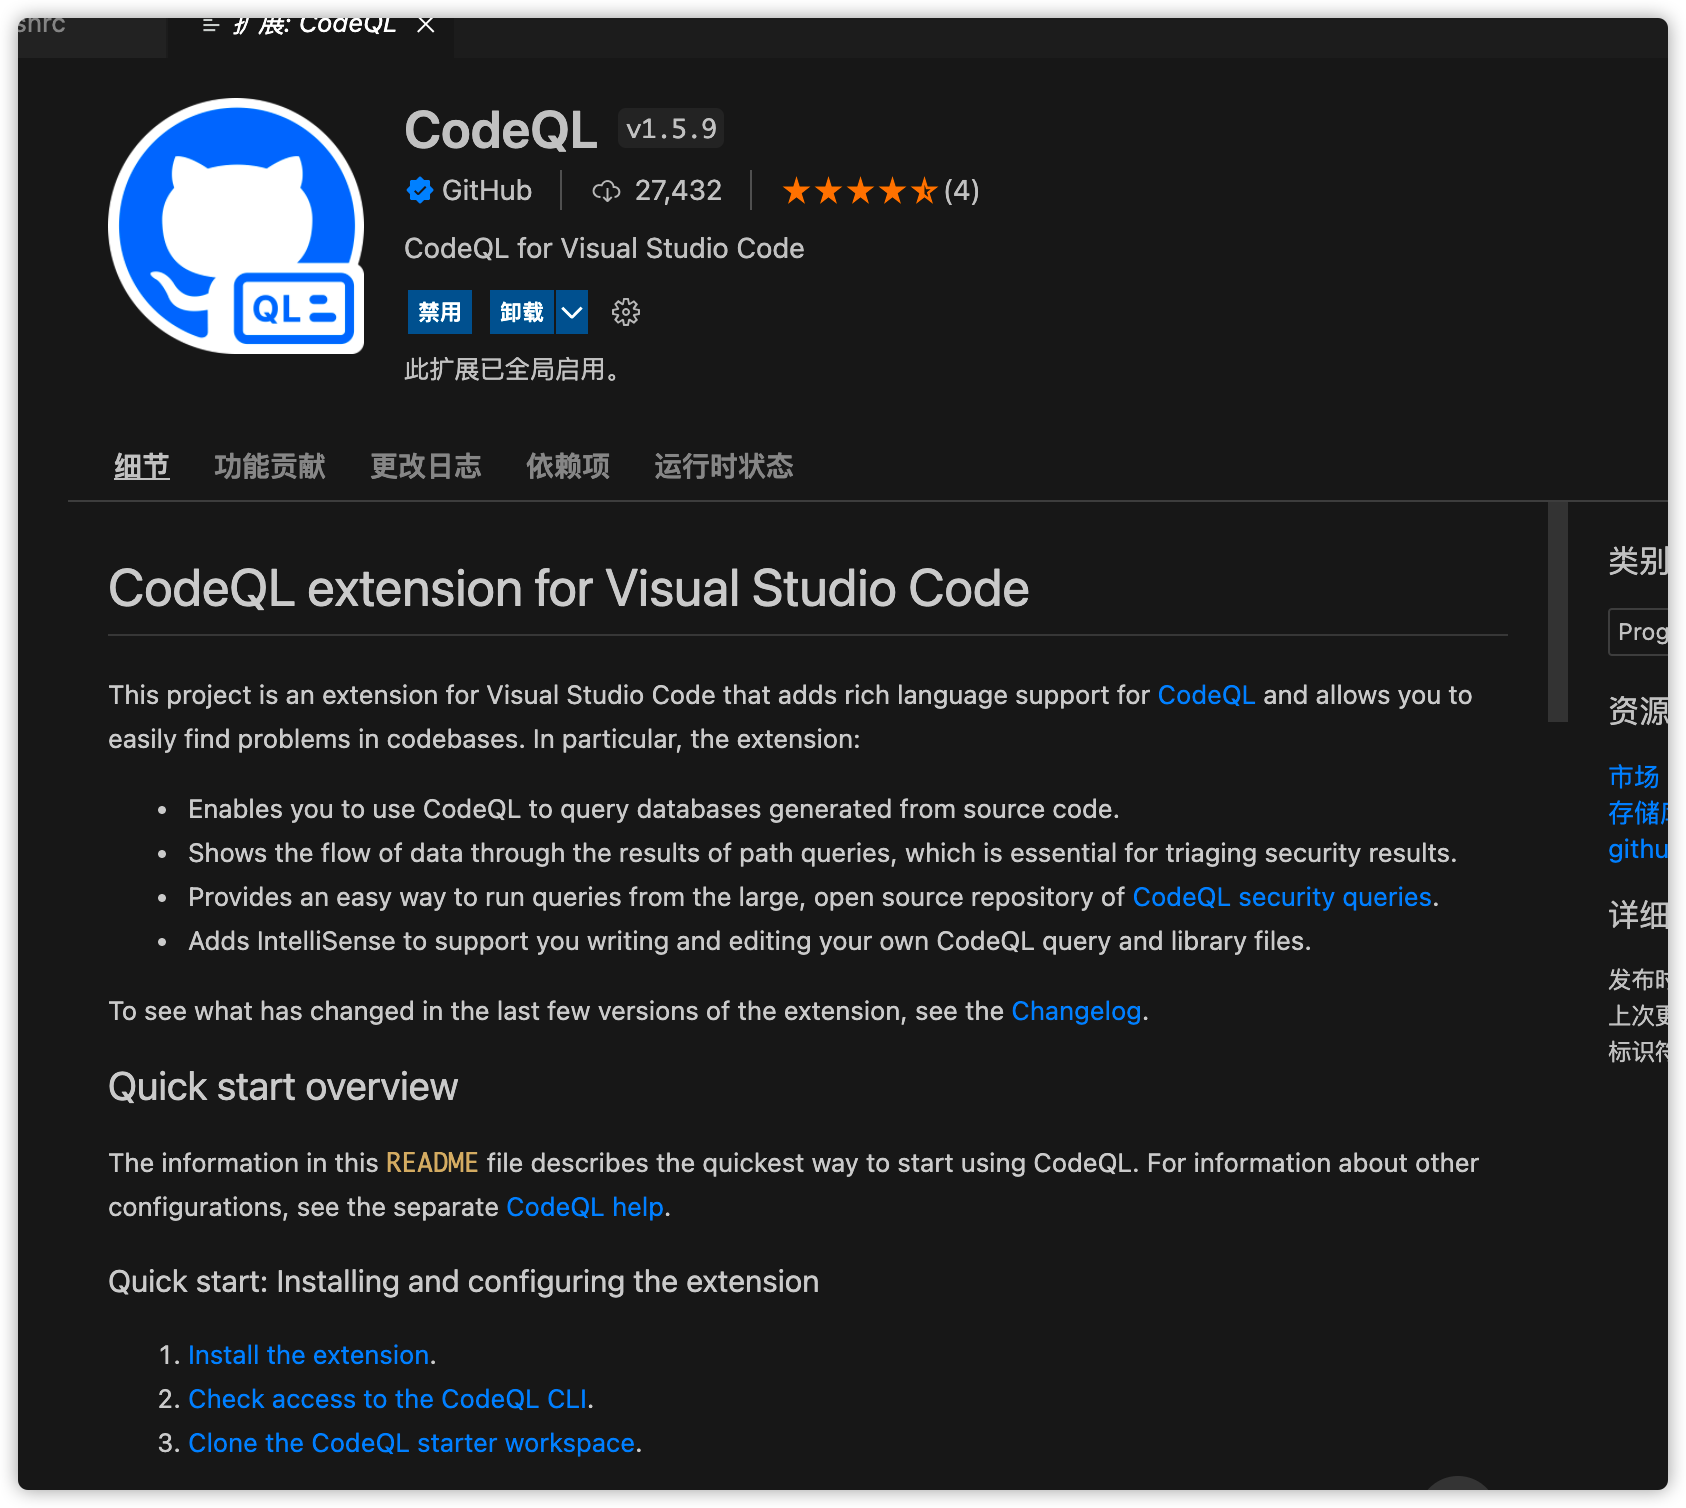 扩展: CodeQL
CodeQL v1.5.9
GitHub 27,432 (4)
CodeQL for Visual Studio Code
禁用 卸载
此扩展已全局启用。
细节 功能贡献 更改日志 依赖项 运行时状态
QL
CodeQL extension for Visual Studio Code
This project is an extension for Visual Studio Code that adds rich language support for CodeQL and allows you to
easily find problems in codebases. In particular, the extension:
• Enables you to use CodeQL to query databases generated from source code.
• Shows the flow of data through the results of path queries, which is essential for triaging security results.
• Provides an easy way to run queries from the large, open source repository of CodeQL security queries.
• Adds IntelliSense to support you writing and editing your own CodeQL query and library files.
To see what has changed in the last few versions of the extension, see the Changelog.
Quick start overview
The information in this README file describes the quickest way to start using CodeQL. For information about other
configurations, see the separate CodeQL help.
Quick start: Installing and configuring the extension
1. Install the extension.
2. Check access to the CodeQL CLI.
3. Clone the CodeQL starter workspace.
类别
Prog
资源
市场
存储
githu
详细
发布
上次
标识